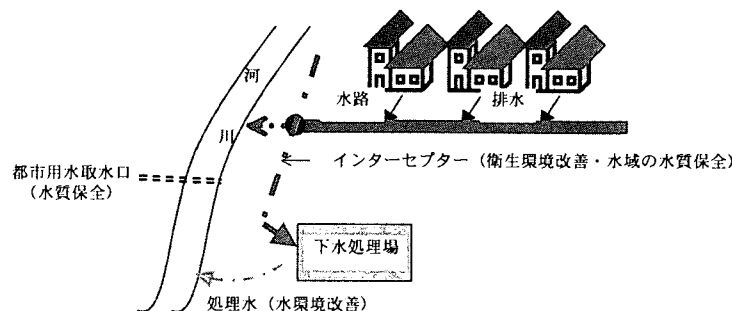 河
川
水路
排水
インターセプター（衛生環境改善・水域の水質保全）
都市用水取水口
（水質保全）
下水処理場
処理水（水環境改善）